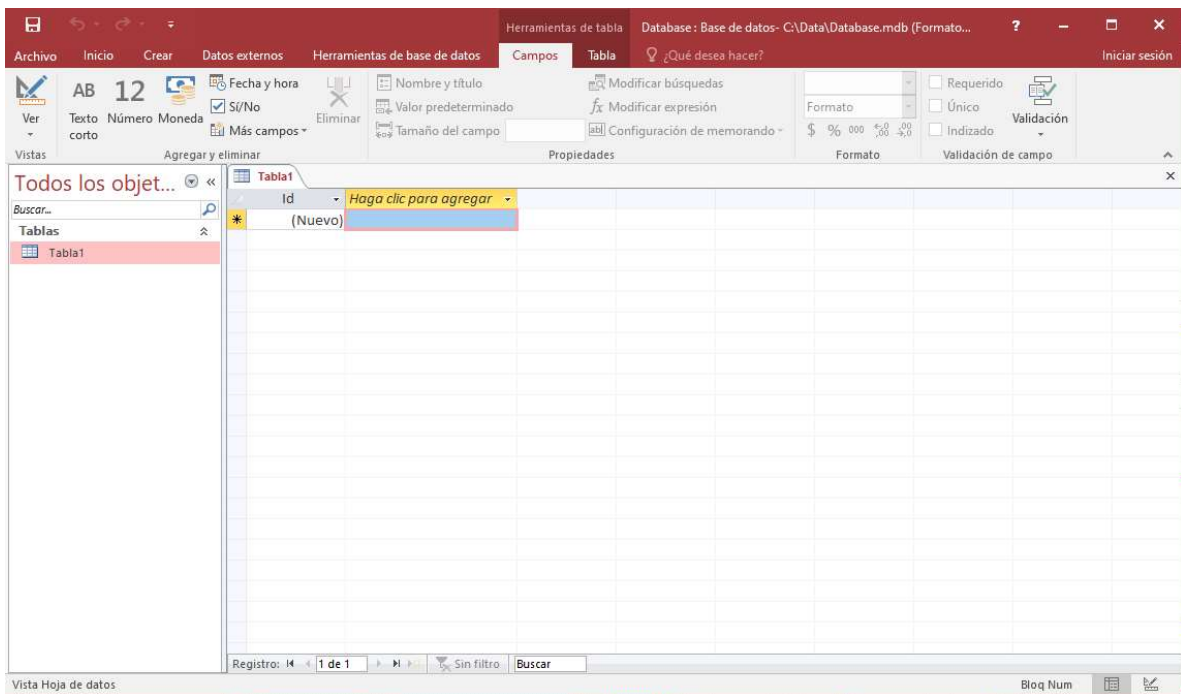 Herramientas de tabla Database : Base de datos- C:\Data\Database.mdb (Formato... ?
Archivo Inicio Crear Datos externos Herramientas de base de datos Campos Tabla ¿Qué desea hacer? Iniciar sesión
Ver
AB
Texto corto
12
Número
Moneda
Fecha y hora
Sí/No
Más campos
Eliminar
Nombre y título
Valor predeterminado
Tamaño del campo
Modificar búsquedas
fx Modificar expresión
ab| Configuración de memorando
Formato
$ % 000 ,00 ,0 ,00
Requerido
Único
Indizado
Validación
Vistas Agregar y eliminar Propiedades Formato Validación de campo
Todos los objet... «
Buscar...
Tablas
Tabla1
Tabla1
Id Haga clic para agregar
(Nuevo)
Registro: 1 de 1 Sin filtro Buscar
Vista Hoja de datos Bloq Num